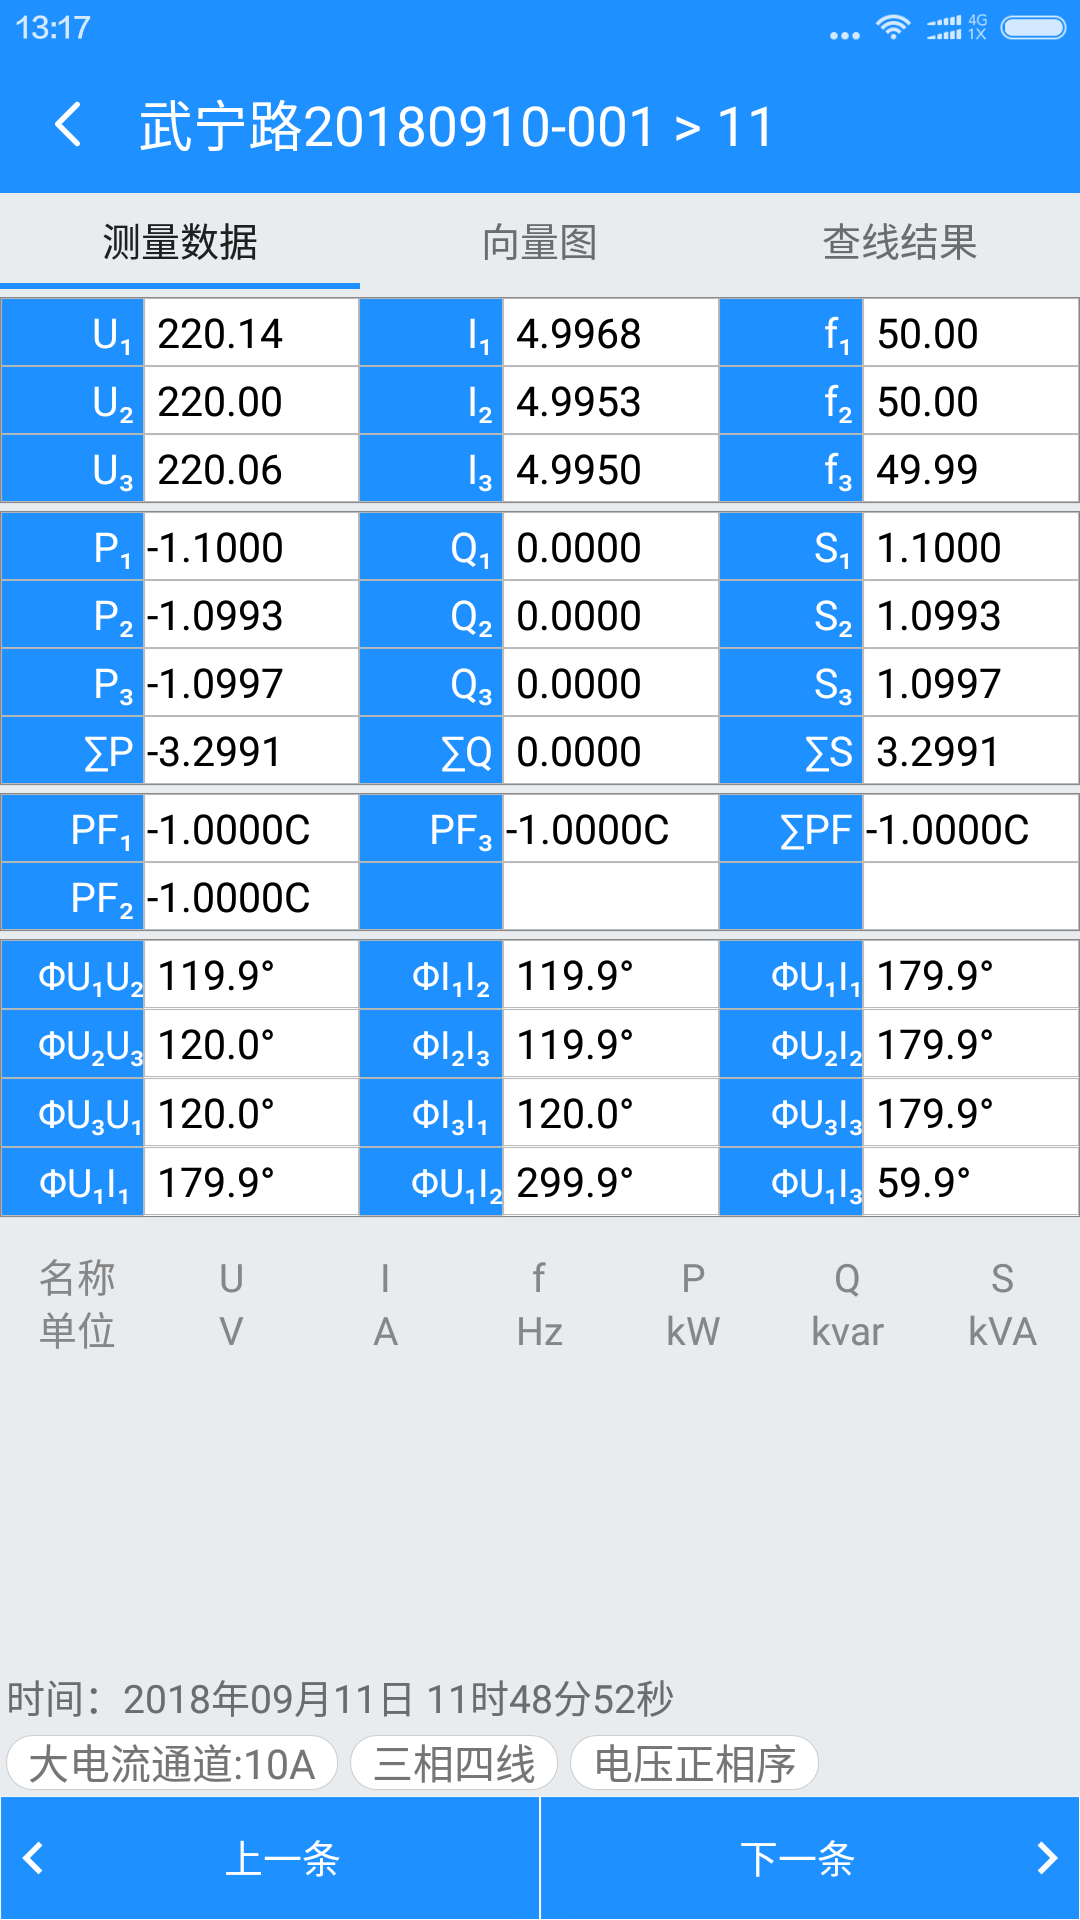 13:17 4G 1X
武宁路20180910-001 > 11
测量数据 向量图 查线结果
U₁ 220.14 I₁ 4.9968 f₁ 50.00
U₂ 220.00 I₂ 4.9953 f₂ 50.00
U₃ 220.06 I₃ 4.9950 f₃ 49.99
P₁ -1.1000 Q₁ 0.0000 S₁ 1.1000
P₂ -1.0993 Q₂ 0.0000 S₂ 1.0993
P₃ -1.0997 Q₃ 0.0000 S₃ 1.0997
∑P -3.2991 ∑Q 0.0000 ∑S 3.2991
PF₁ -1.0000C PF₃ -1.0000C ∑PF -1.0000C
PF₂ -1.0000C
ΦU₁U₂ 119.9° ΦI₁I₂ 119.9° ΦU₁I₁ 179.9°
ΦU₂U₃ 120.0° ΦI₂I₃ 119.9° ΦU₂I₂ 179.9°
ΦU₃U₁ 120.0° ΦI₃I₁ 120.0° ΦU₃I₃ 179.9°
ΦU₁I₁ 179.9° ΦU₁I₂ 299.9° ΦU₁I₃ 59.9°
名称 U I f P Q S
单位 V A Hz kW kvar kVA
时间：2018年09月11日 11时48分52秒
大电流通道:10A 三相四线 电压正相序
上一条 下一条